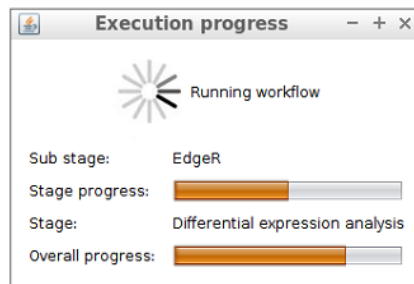 Execution progress
Running workflow
Sub stage: EdgeR
Stage progress:
Stage: Differential expression analysis
Overall progress: